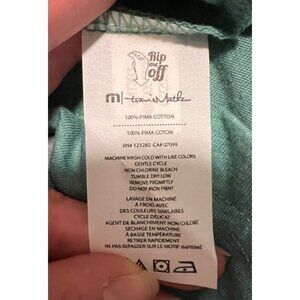 Rip
me
off
m | travisMathew
100% PIMA COTTON
100% PIMA COTON
RN# 123280 CA# 07099
MACHINE WASH COLD WITH LIKE COLORS
GENTLE CYCLE
NON CHLORINE BLEACH
TUMBLE DRY LOW
REMOVE PROMPTLY
DO NOT IRON PRINT
LAVAGE EN MACHINE
À FROID AVEC
DES COULEURS SIMILAIRES
CYCLE DÉLICAT
AGENT DE BLANCHIMENT NON CHLORÉ
SÉCHAGE EN MACHINE
À BASSE TEMPÉRATURE
RETIRER RAPIDEMENT
NE PAS REPASSER SUR LE MOTIF IMPRIMÉ